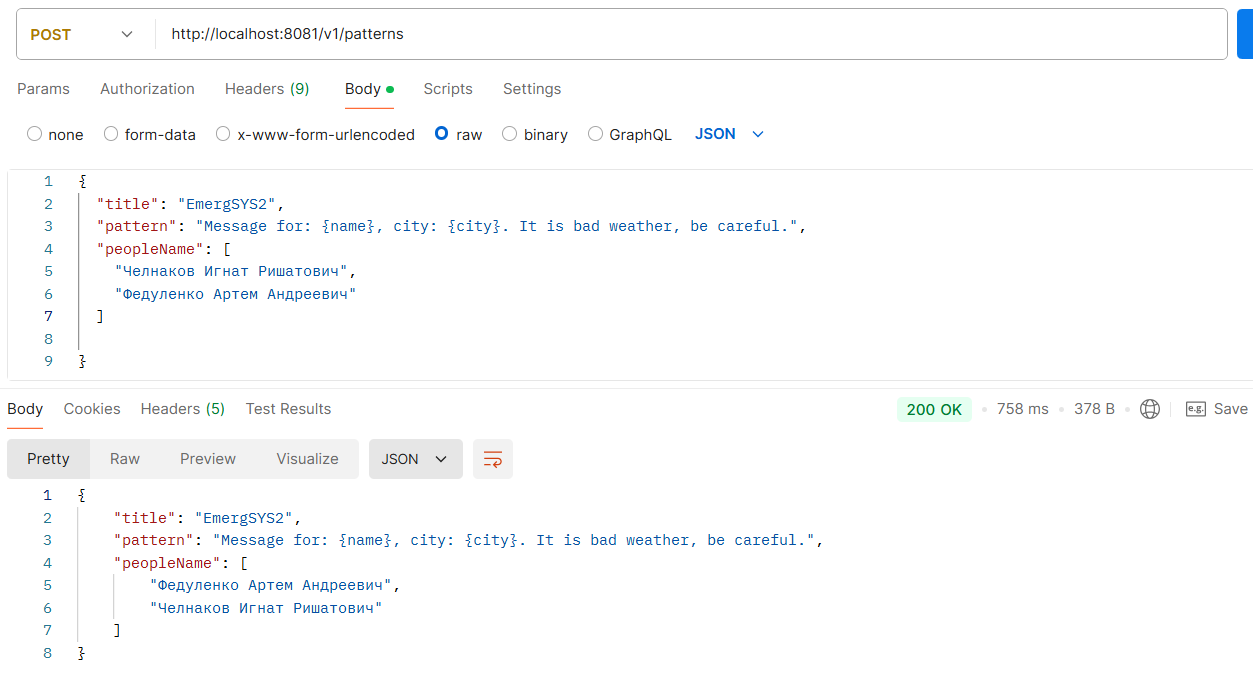 POST http://localhost:8081/v1/patterns
Params Authorization Headers (9) Body Scripts Settings
none form-data x-www-form-urlencoded raw binary GraphQL JSON
1 {
2 "title": "EmergSYS2",
3 "pattern": "Message for: {name}, city: {city}. It is bad weather, be careful.",
4 "peopleName": [
5 "Челнаков Игнат Ришатович",
6 "Федуленко Артем Андреевич"
7 ]
8
9 }
Body Cookies Headers (5) Test Results 200 OK 758 ms 378 B e.g. Save
Pretty Raw Preview Visualize JSON
1 {
2 "title": "EmergSYS2",
3 "pattern": "Message for: {name}, city: {city}. It is bad weather, be careful.",
4 "peopleName": [
5 "Федуленко Артем Андреевич",
6 "Челнаков Игнат Ришатович"
7 ]
8 }